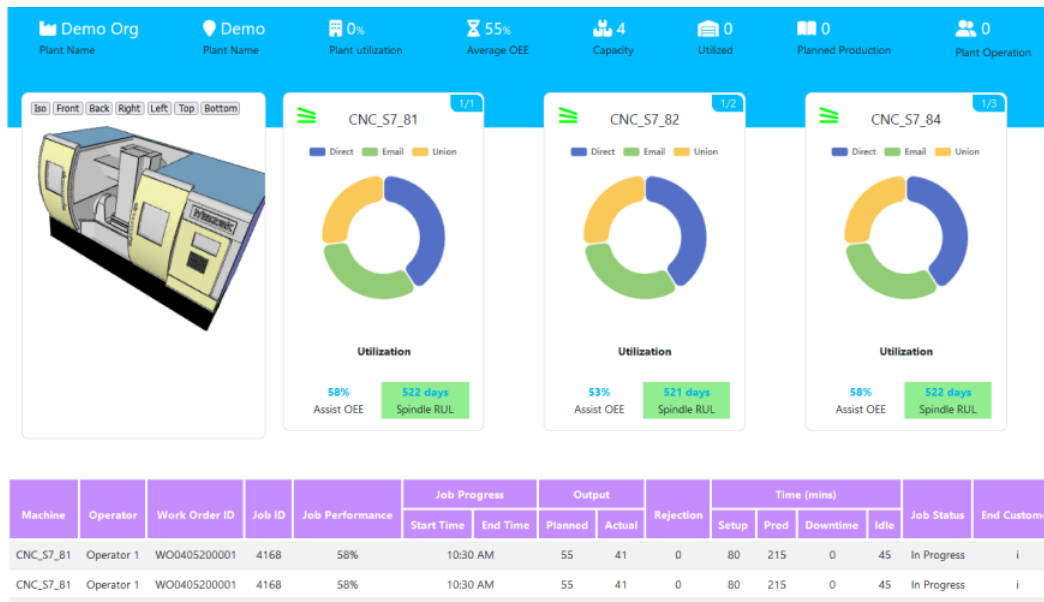 Demo Org
Plant Name
Demo
Plant Name
0%
Plant utilization
55%
Average OEE
4
Capacity
0
Utilized
0
Planned Production
0
Plant Operation
Iso Front Back Right Left Top Bottom
Mazak
1/1
CNC_S7_81
Direct Email Union
Utilization
58% 522 days
Assist OEE Spindle RUL
1/2
CNC_S7_82
Direct Email Union
Utilization
53% 521 days
Assist OEE Spindle RUL
1/3
CNC_S7_84
Direct Email Union
Utilization
58% 522 days
Assist OEE Spindle RUL
Job Progress Output Time (mins)
Machine Operator Work Order ID Job ID Job Performance Rejection Job Status End Custome
Start Time End Time Planned Actual Setup Pred Downtime Idle
CNC_S7_81 Operator 1 WO0405200001 4168 58% 10:30 AM 55 41 0 80 215 0 45 In Progress i
CNC_S7_81 Operator 1 WO0405200001 4168 58% 10:30 AM 55 41 0 80 215 0 45 In Progress i